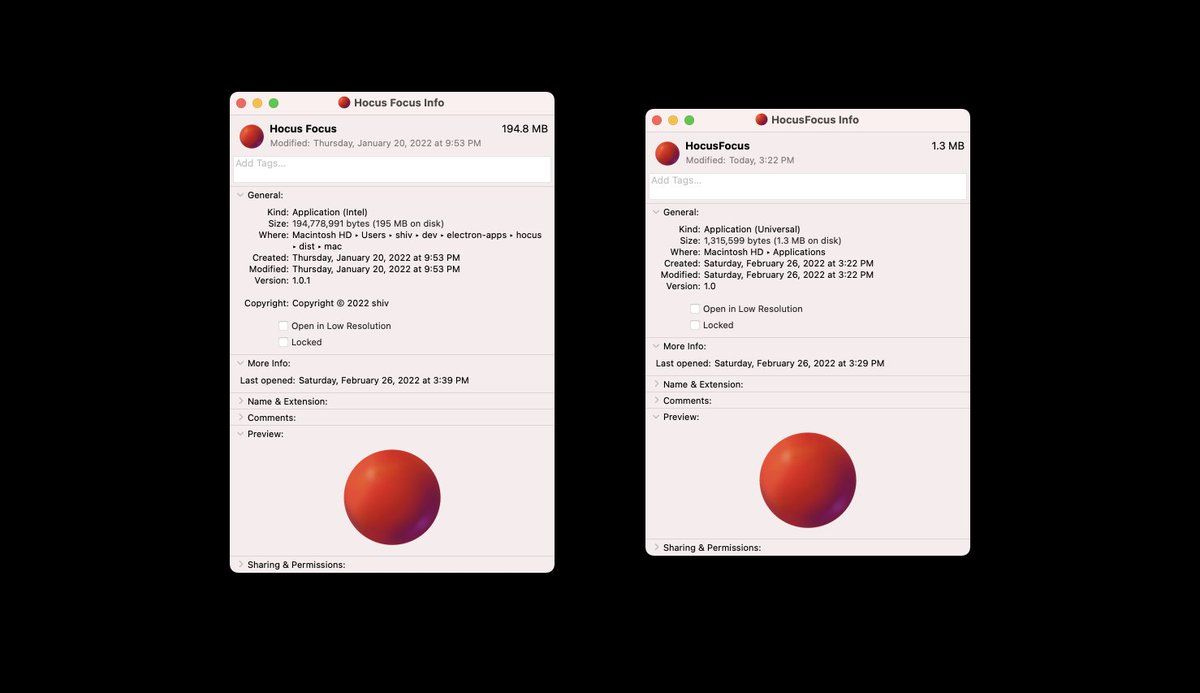 Hocus Focus Info
Hocus Focus 194.8 MB
Modified: Thursday, January 20, 2022 at 9:53 PM
Add Tags...
General:
Kind: Application (Intel)
Size: 194,778,991 bytes (195 MB on disk)
Where: Macintosh HD ‣ Users ‣ shiv ‣ dev ‣ electron-apps ‣ hocus
‣ dist ‣ mac
Created: Thursday, January 20, 2022 at 9:53 PM
Modified: Thursday, January 20, 2022 at 9:53 PM
Version: 1.0.1
Copyright: Copyright © 2022 shiv
Open in Low Resolution
Locked
More Info:
Last opened: Saturday, February 26, 2022 at 3:39 PM
Name & Extension:
Comments:
Preview:
Sharing & Permissions:
HocusFocus Info
HocusFocus 1.3 MB
Modified: Today, 3:22 PM
Add Tags...
General:
Kind: Application (Universal)
Size: 1,315,599 bytes (1.3 MB on disk)
Where: Macintosh HD ‣ Applications
Created: Saturday, February 26, 2022 at 3:22 PM
Modified: Saturday, February 26, 2022 at 3:22 PM
Version: 1.0
Open in Low Resolution
Locked
More Info:
Last opened: Saturday, February 26, 2022 at 3:29 PM
Name & Extension:
Comments:
Preview:
Sharing & Permissions: